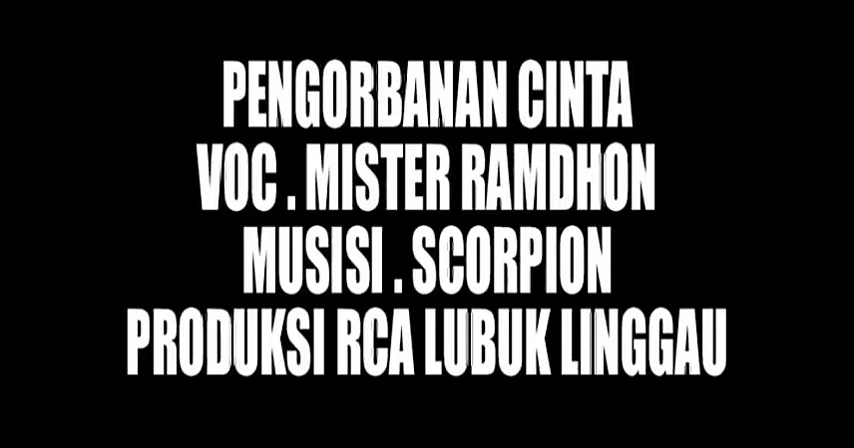 PENGORBANAN CINTA
VOC . MISTER RAMDHON
MUSISI . SCORPION
PRODUKSI RCA LUBUK LINGGAU